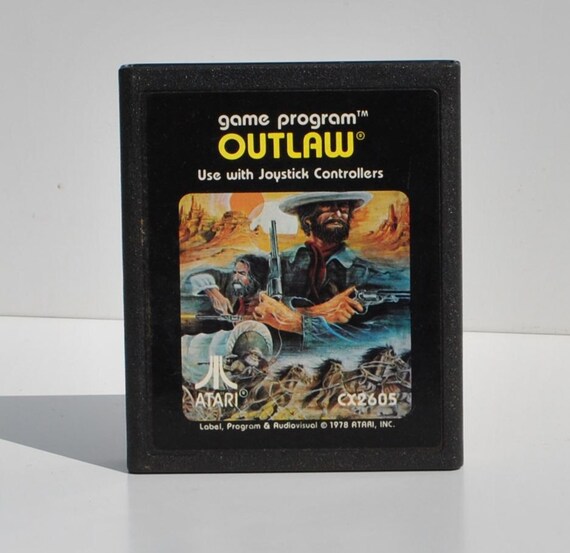 game program™
OUTLAW®
Use with Joystick Controllers
ATARI®
CX2605
Label, Program & Audiovisual © 1978 ATARI, INC.